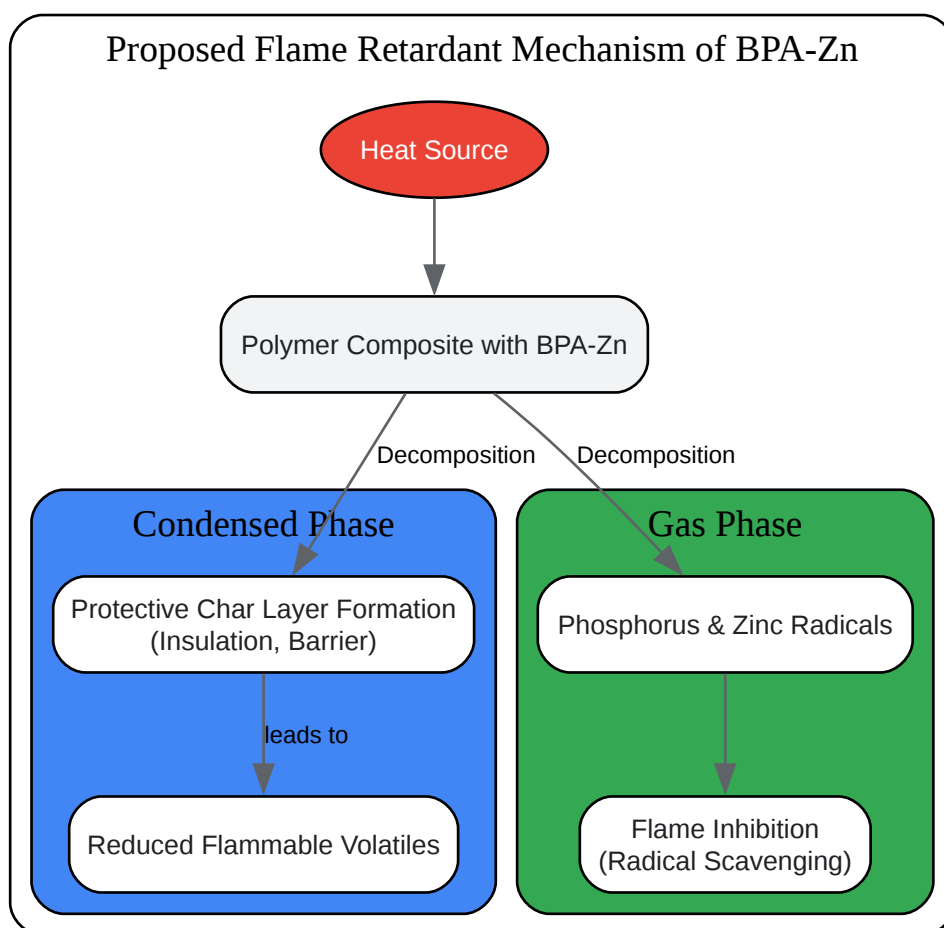 Proposed Flame Retardant Mechanism of BPA-Zn
Heat Source
Polymer Composite with BPA-Zn
Decomposition
Decomposition
Condensed Phase
Protective Char Layer Formation
(Insulation, Barrier)
leads to
Reduced Flammable Volatiles
Gas Phase
Phosphorus & Zinc Radicals
Flame Inhibition
(Radical Scavenging)